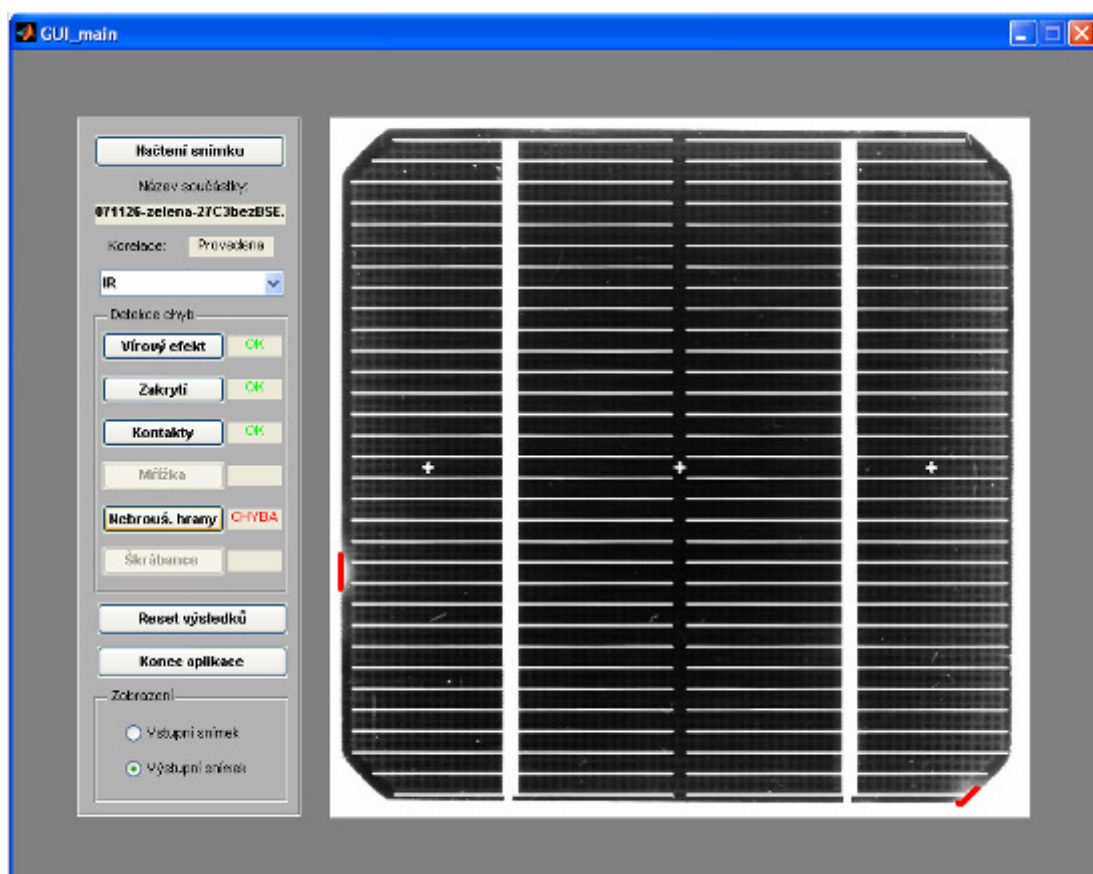 GUI_main
Načtení snímku
Název součástky:
071126-zelena-27C3bezBSE.
Korelace: Provedena
IR
Detekce chyb
Vírový efekt OK
Zakrytí OK
Kontakty OK
Mřížka
Nebrouš. hrany CHYBA
Škrábance
Reset výsledků
Konec aplikace
Zobrazení
Vstupní snímek
Výstupní snímek